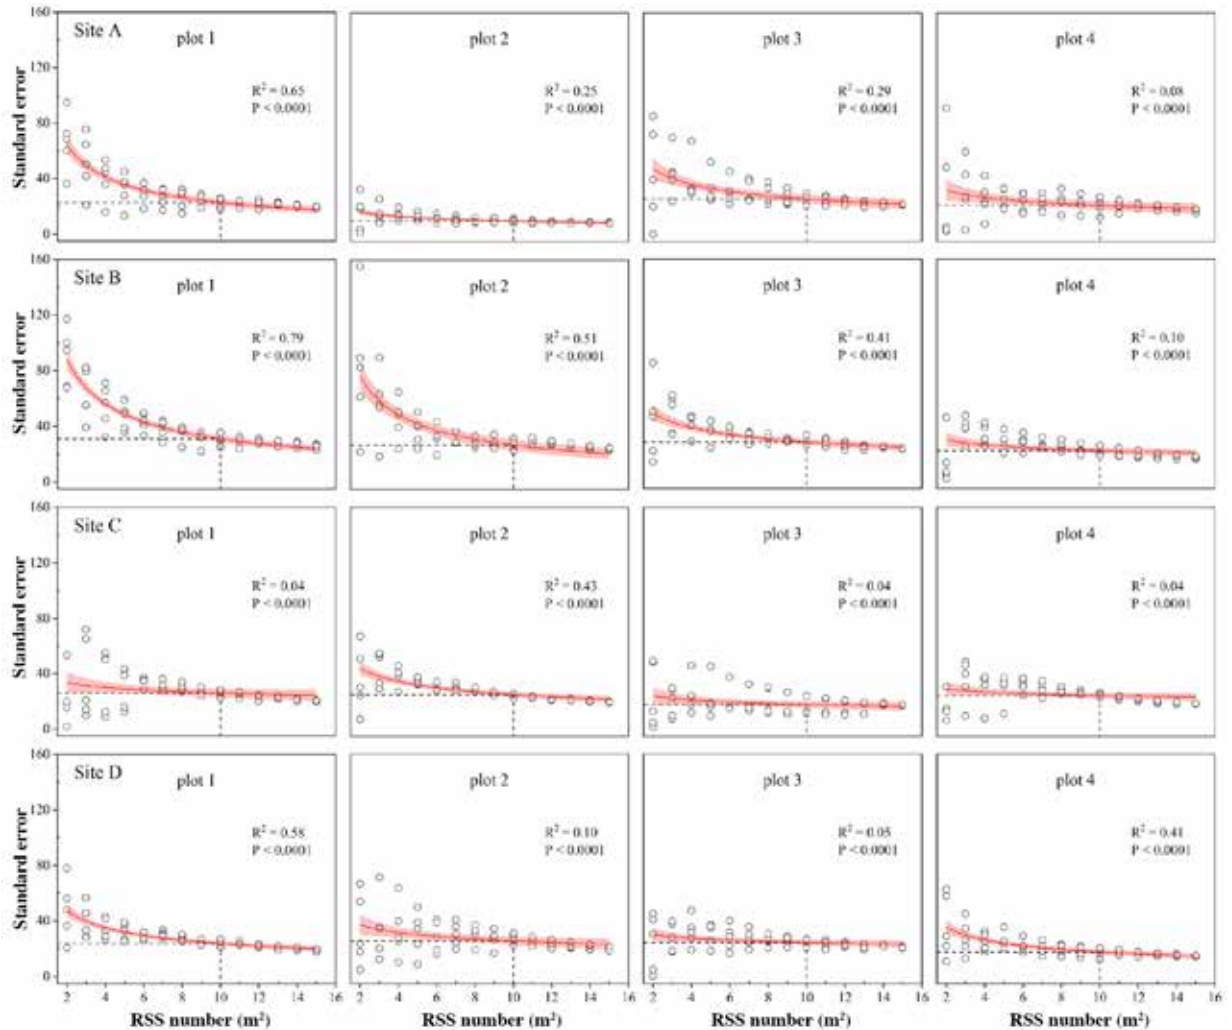 160
Site A
plot 1
plot 2
plot 3
plot 4
120
R² = 0.65
R² = 0.25
R² = 0.29
R² = 0.08
P < 0.0001
P < 0.0001
P < 0.0001
P < 0.0001
80
40
0
Standard error
160
Site B
plot 1
plot 2
plot 3
plot 4
120
R² = 0.79
R² = 0.51
R² = 0.41
R² = 0.10
P < 0.0001
P < 0.0001
P < 0.0001
P < 0.0001
80
40
0
Standard error
160
Site C
plot 1
plot 2
plot 3
plot 4
120
R² = 0.04
R² = 0.43
R² = 0.04
R² = 0.04
P < 0.0001
P < 0.0001
P < 0.0001
P < 0.0001
80
40
0
Standard error
160
Site D
plot 1
plot 2
plot 3
plot 4
120
R² = 0.58
R² = 0.10
R² = 0.05
R² = 0.41
P < 0.0001
P < 0.0001
P < 0.0001
P < 0.0001
80
40
0
Standard error
2 4 6 8 10 12 14 16
2 4 6 8 10 12 14 16
2 4 6 8 10 12 14 16
2 4 6 8 10 12 14 16
RSS number (m²)
RSS number (m²)
RSS number (m²)
RSS number (m²)